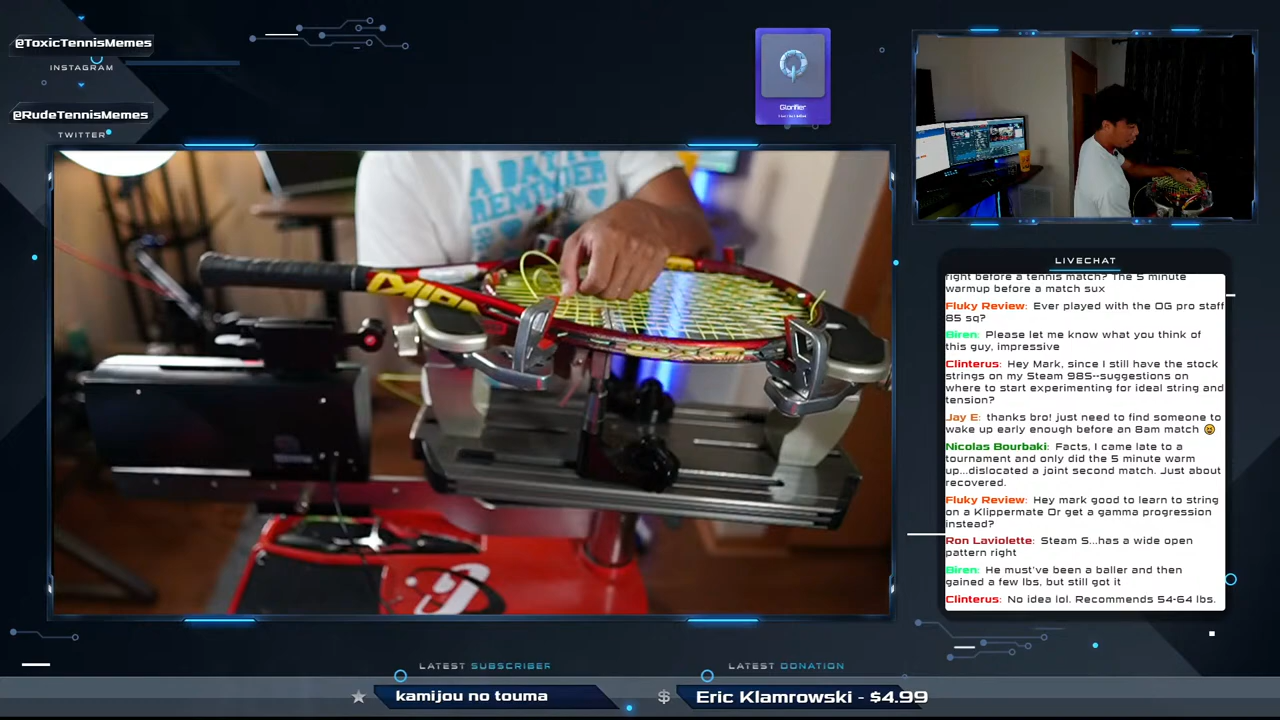 @ToxicTennisMemes
INSTAGRAM
@RudeTennisMemes
TWITTER
Glorifier
A DAILY
REMINDER
LIVECHAT
right before a tennis match? The 5 minute
warmup before a match sux
Fluky Review: Ever played with the OG pro staff
85 sq?
Biren: Please let me know what you think of
this guy, impressive
Clinterus: Hey Mark, since I still have the stock
strings on my Steam 98S--suggestions on
where to start experimenting for ideal string and
tension?
Jay E: thanks bro! just need to find someone to
wake up early enough before an 8am match 😆
Nicolas Bourbaki: Facts, I came late to a
tournament and only did the 5 minute warm
up...dislocated a joint second match. Just about
recovered.
Fluky Review: Hey mark good to learn to string
on a Klippermate Or get a gamma progression
instead?
Ron Laviolette: Steam S...has a wide open
pattern right
Biren: He must've been a baller and then
gained a few lbs, but still got it
Clinterus: No idea lol. Recommends 54-64 lbs.
LATEST SUBSCRIBER
kamijou no touma
LATEST DONATION
$ Eric Klamrowski - $4.99